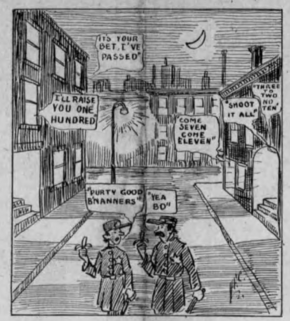 "IT'S YOUR
BET, I'VE
PASSED"
"I'LL RAISE
YOU ONE
HUNDRED
"COME
SEVEN
COME
ELEVEN"
"SHOOT
IT ALL"
"THREE
TO
TWO
NO
TEN"
"PURTY GOOD
B'NANNERS"
"YEA
BO"